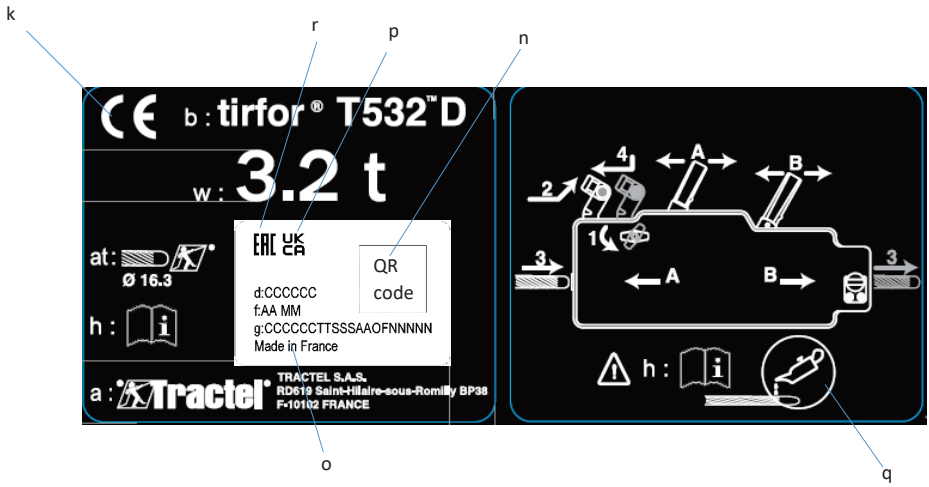 k
r
p
n
CE b : tirfor® T532™D
w : 3.2 t
EAC UK CA
QR
code
at:
Ø 16.3
d:CCCCCC
f:AA MM
g:CCCCCCTTSSSAAOFNNNNN
Made in France
h : i
a : Tractel®
TRACTEL S.A.S.
RD619 Saint-Hilaire-sous-Romilly BP38
F-10102 FRANCE
o
4
A
B
2
1
3
3
A
B
h : i
q